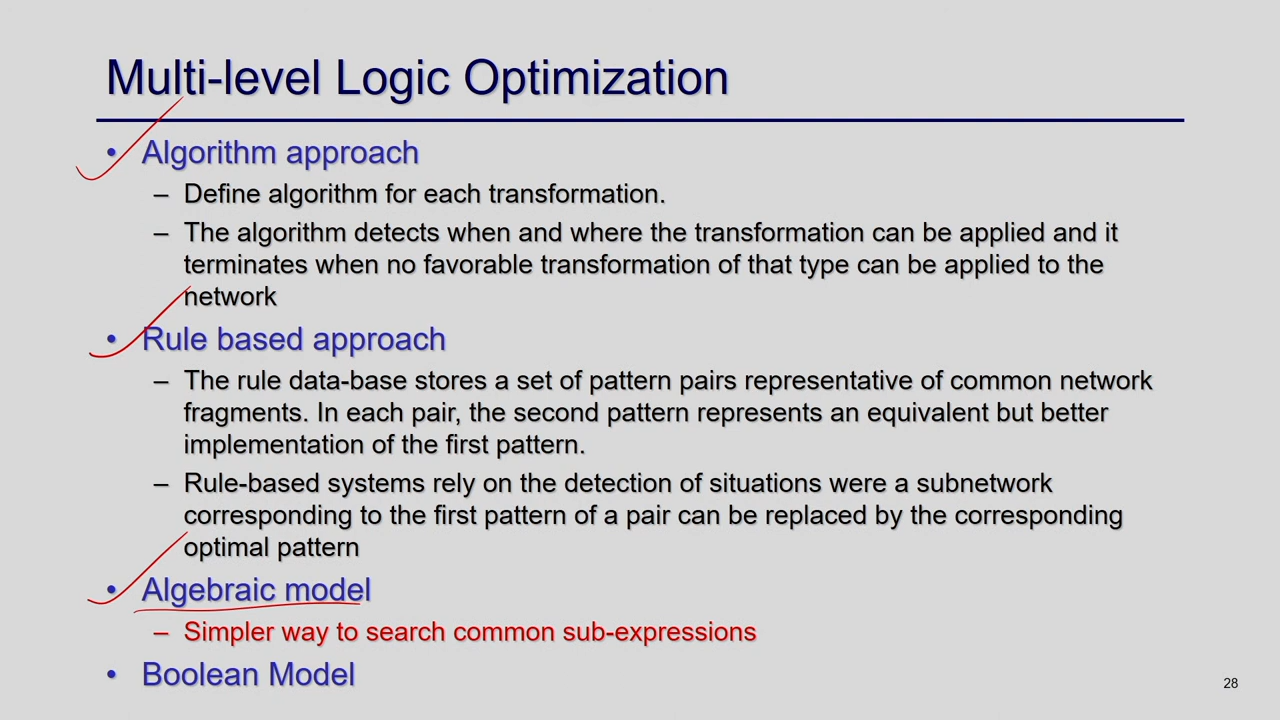 Multi-level Logic Optimization
• Algorithm approach
– Define algorithm for each transformation.
– The algorithm detects when and where the transformation can be applied and it
terminates when no favorable transformation of that type can be applied to the
network
• Rule based approach
– The rule data-base stores a set of pattern pairs representative of common network
fragments. In each pair, the second pattern represents an equivalent but better
implementation of the first pattern.
– Rule-based systems rely on the detection of situations were a subnetwork
corresponding to the first pattern of a pair can be replaced by the corresponding
optimal pattern
• Algebraic model
– Simpler way to search common sub-expressions
• Boolean Model
28